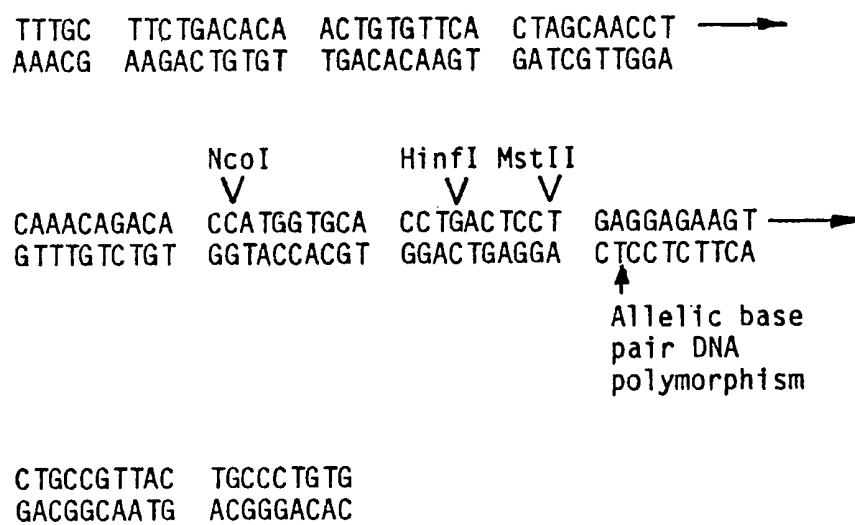 TTTGC TTCTGACACA ACTGTGTTCA CTAGCAACCT
AAACG AAGACTGTGT TGACACAAGT GATCGTTGGA
NcoI HinfI MstII
CAAACAGACA CCATGGTGCA CCTGACTCCT GAGGAGAAGT
GTTTGTCTGT GGTACCACGT GGACTGAGGA CTCCTCTTCA
Allelic base
pair DNA
polymorphism
CTGCCGTTAC TGCCCTGTG
GACGGCAATG ACGGGACAC